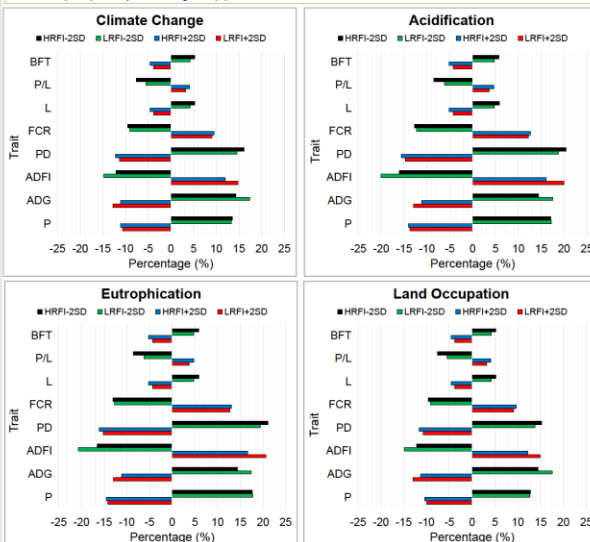 Climate Change
HRFI-2SD LRFI-2SD HRFI+2SD LRFI+2SD
Trait
BFT
P/L
L
FCR
PD
ADFI
ADG
P
-25 -20 -15 -10 -5 0 5 10 15 20 25
Percentage (%)
Acidification
HRFI-2SD LRFI-2SD HRFI+2SD LRFI+2SD
Trait
BFT
P/L
L
FCR
PD
ADFI
ADG
P
-25 -20 -15 -10 -5 0 5 10 15 20 25
Percentage (%)
Eutrophication
HRFI-2SD LRFI-2SD HRFI+2SD LRFI+2SD
Trait
BFT
P/L
L
FCR
PD
ADFI
ADG
P
-25 -20 -15 -10 -5 0 5 10 15 20 25
Percentage (%)
Land Occupation
HRFI-2SD LRFI-2SD HRFI+2SD LRFI+2SD
Trait
BFT
P/L
L
FCR
PD
ADFI
ADG
P
-25 -20 -15 -10 -5 0 5 10 15 20 25
Percentage (%)